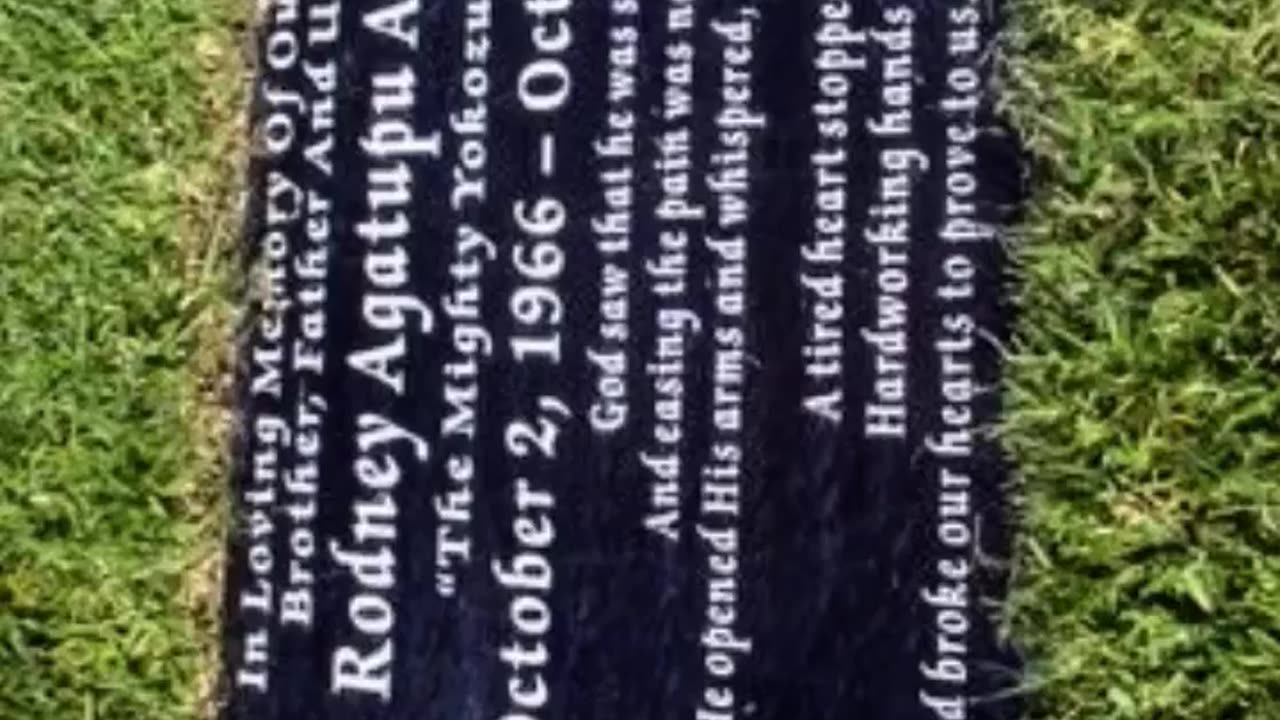 In Loving Memory Of Ou
Brother, Father And U
Rodney Agatupu A
"The Mighty Yokozu
ctober 2, 1966 – Oct
God saw that he was s
And easing the pain was no
e opened His arms and whispered,
A tired heart stoppe
Hardworking hands
d broke our hearts to prove to us.